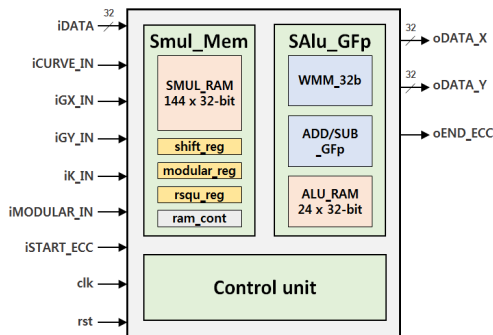 iDATA
32
iCURVE_IN
iGX_IN
iGY_IN
iK_IN
iMODULAR_IN
iSTART_ECC
clk
rst
Smul_Mem
SMUL_RAM
144 x 32-bit
shift_reg
modular_reg
rsqu_reg
ram_cont
SAlu_GFp
WMM_32b
ADD/SUB
_GFp
ALU_RAM
24 x 32-bit
Control unit
32
oDATA_X
32
oDATA_Y
oEND_ECC